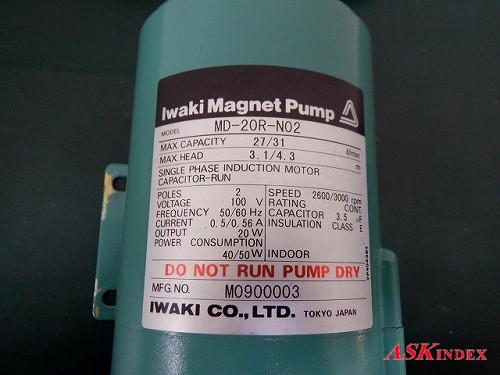 Iwaki Magnet Pump
MODEL MD-20R-N02
MAX.CAPACITY 27/31 ℓ/min
MAX.HEAD 3.1/4.3 m
SINGLE PHASE INDUCTION MOTOR
CAPACITOR-RUN
POLES 2
VOLTAGE 100 V
FREQUENCY 50/60 Hz
CURRENT 0.5/0.56 A
OUTPUT 20 W
POWER CONSUMPTION
40/50 W
SPEED 2600/3000 rpm
RATING CONT.
CAPACITOR 3.5 μF
INSULATION CLASS E
INDOOR
DO NOT RUN PUMP DRY
MFG.NO. M0900003
IWAKI CO.,LTD. TOKYO JAPAN
ASKINDEX